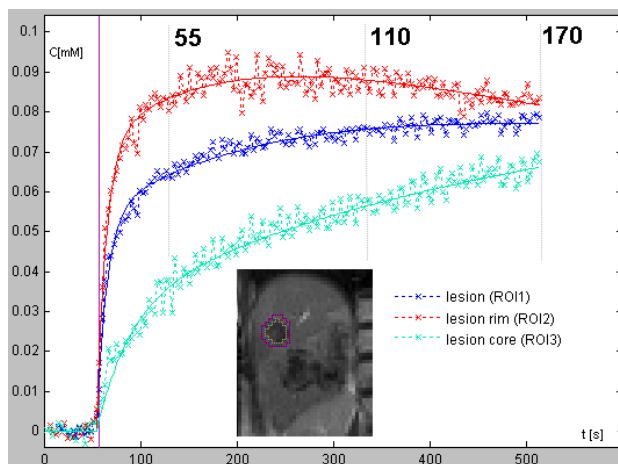 0.1
C[mM]
55
110
170
0.09
0.08
0.07
0.06
0.05
0.04
0.03
0.02
0.01
0
lesion (ROI1)
lesion rim (ROI2)
lesion core (ROI3)
t [s]
0 100 200 300 400 500